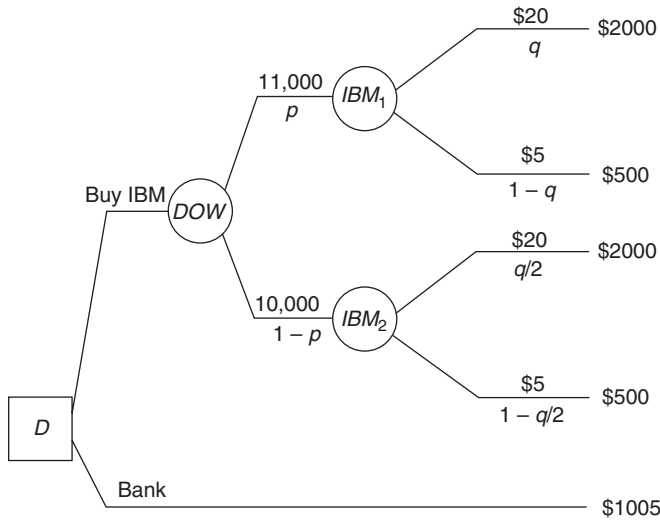 $20
q
$2000
11,000
p
IBM1
$5
1 – q
$500
Buy IBM
DOW
$20
q/2
$2000
10,000
1 – p
IBM2
$5
1 – q/2
$500
D
Bank
$1005